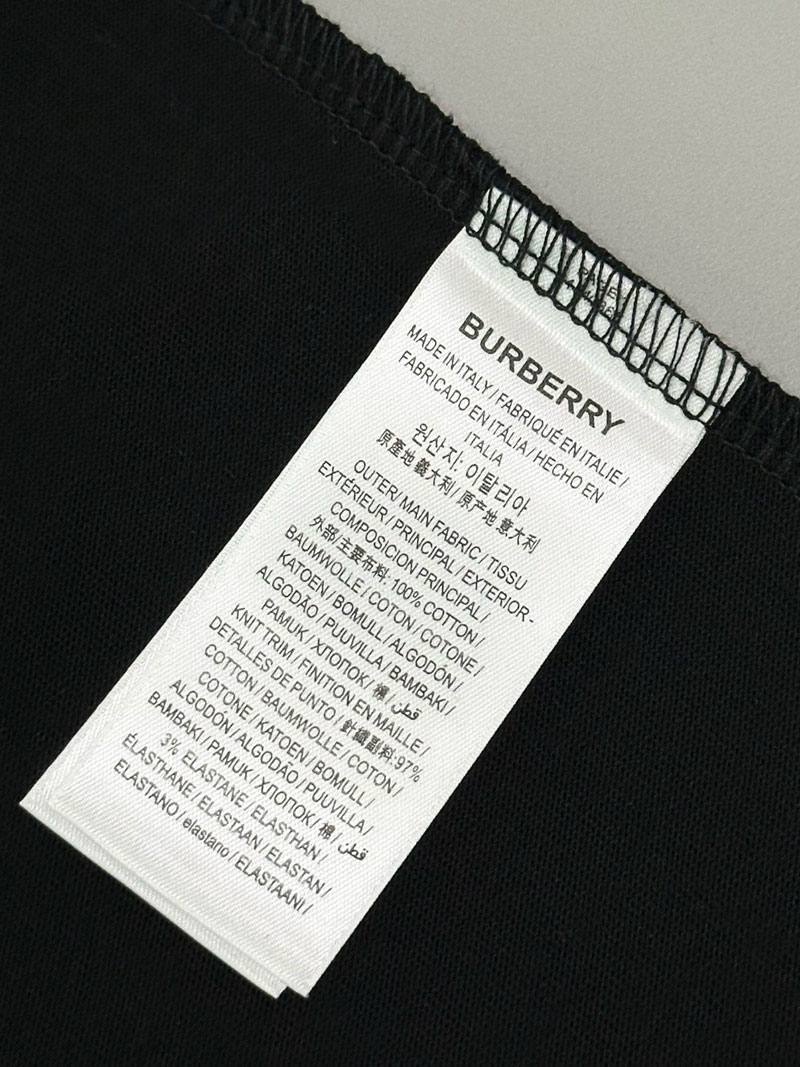 BURBERRY
MADE IN ITALY / FABRIQUÉ EN ITALIE /
FABRICADO EN ITÁLIA / HECHO EN
ITALIA
원산지: 이탈리아
原產地 義大利 / 原产地 意大利
OUTER/ MAIN FABRIC / TISSU
EXTÉRIEUR / PRINCIPAL / EXTERIOR -
COMPOSICION PRINCIPAL /
外部/ 主要布料: 100% COTTON /
BAUMWOLLE / COTON / COTONE /
KATOEN / BOMULL / ALGODÓN /
ALGODÃO / PUUVILLA / BAMBAKI /
PAMUK / ХЛОПОК / 棉 / قطن
KNIT TRIM / FINITION EN MAILLE /
DETALLES DE PUNTO / 針織副料: 97%
COTTON / BAUMWOLLE / COTON /
COTONE / KATOEN / BOMULL /
ALGODÓN / ALGODÃO / PUUVILLA /
BAMBAKI / PAMUK / ХЛОПОК / 棉 / قطن
3% ELASTANE / ELASTHAN /
ÉLASTHANE / ELASTAAN / ELASTAN /
ELASTANO / elastano / ELASTAANI /